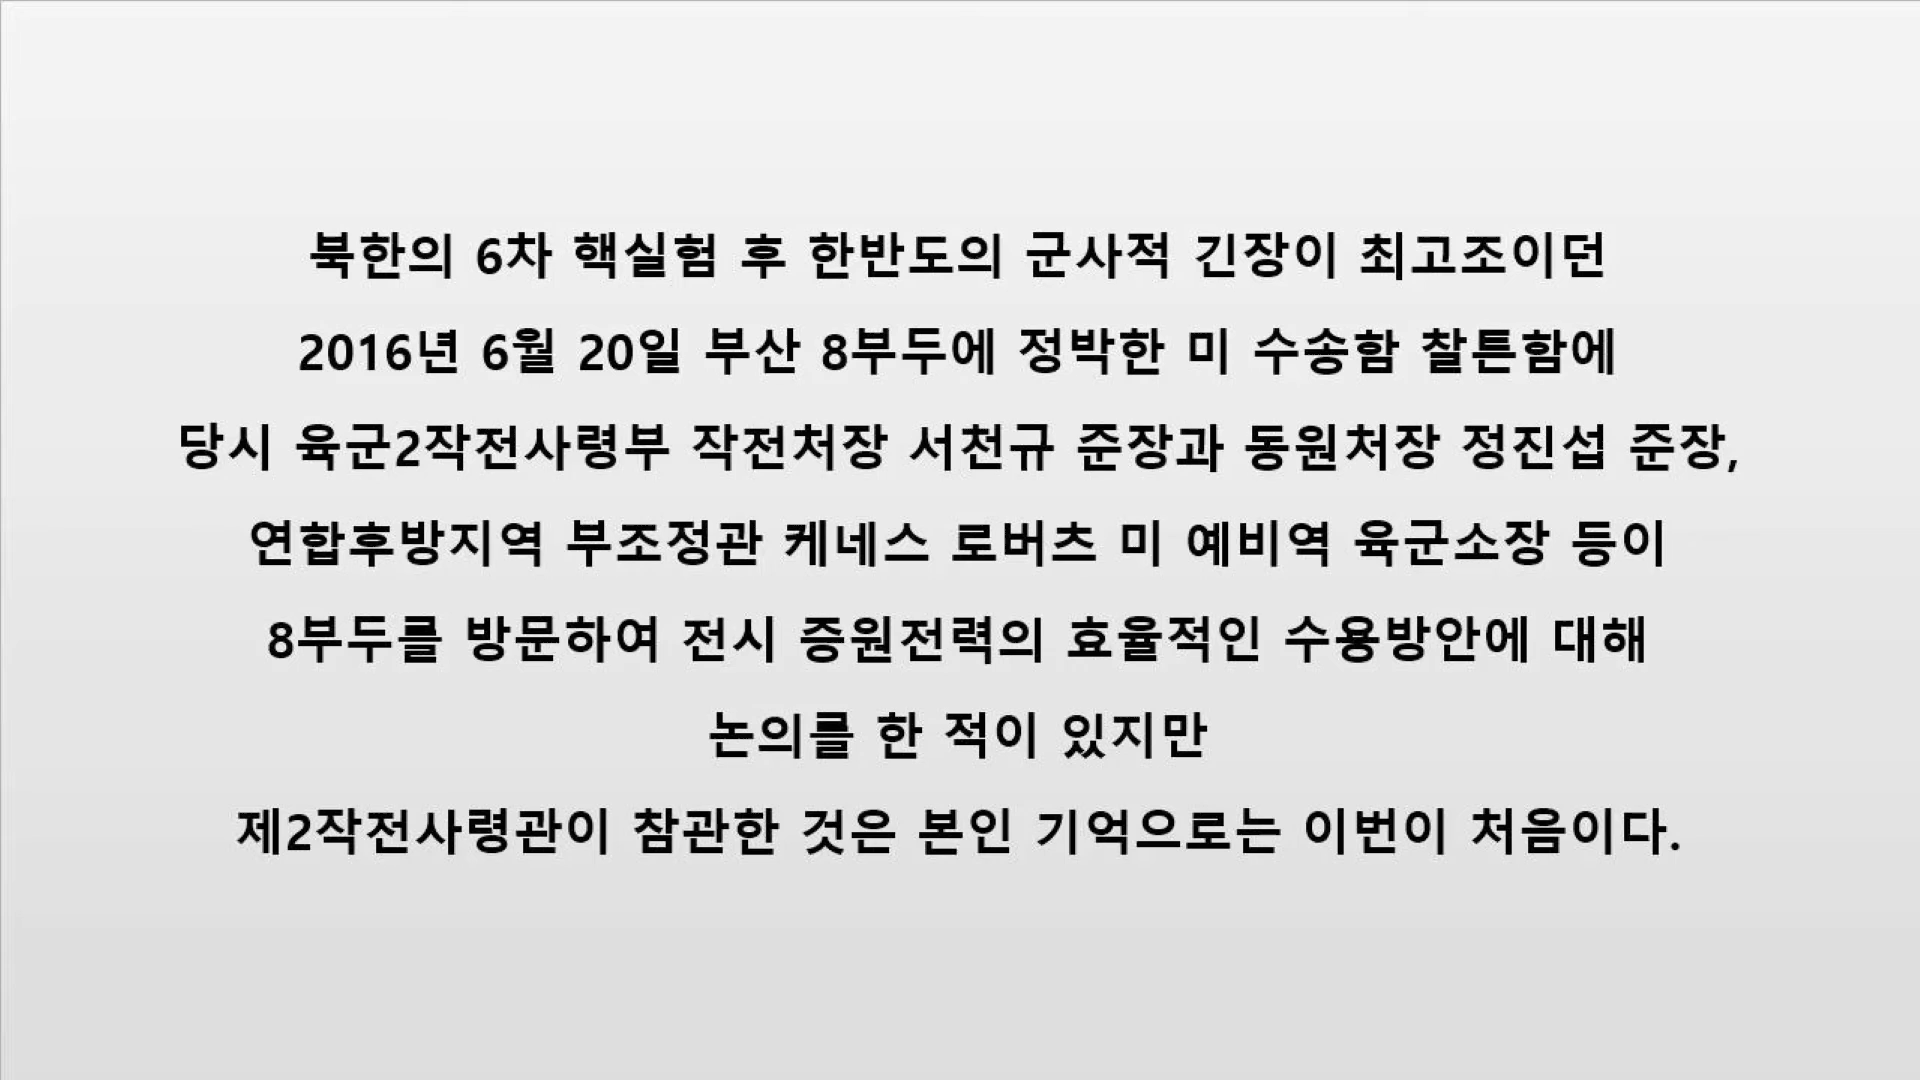 북한의 6차 핵실험 후 한반도의 군사적 긴장이 최고조이던
2016년 6월 20일 부산 8부두에 정박한 미 수송함 찰튼함에
당시 육군2작전사령부 작전처장 서천규 준장과 동원처장 정진섭 준장,
연합후방지역 부조정관 케네스 로버츠 미 예비역 육군소장 등이
8부두를 방문하여 전시 증원전력의 효율적인 수용방안에 대해
논의를 한 적이 있지만
제2작전사령관이 참관한 것은 본인 기억으로는 이번이 처음이다.